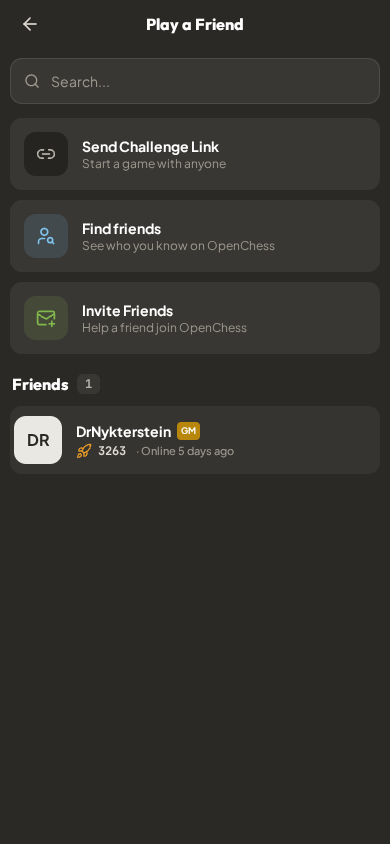 Play a Friend
Search...
Send Challenge Link
Start a game with anyone
Find friends
See who you know on OpenChess
Invite Friends
Help a friend join OpenChess
Friends 1
DR
DrNykterstein GM
3263 · Online 5 days ago